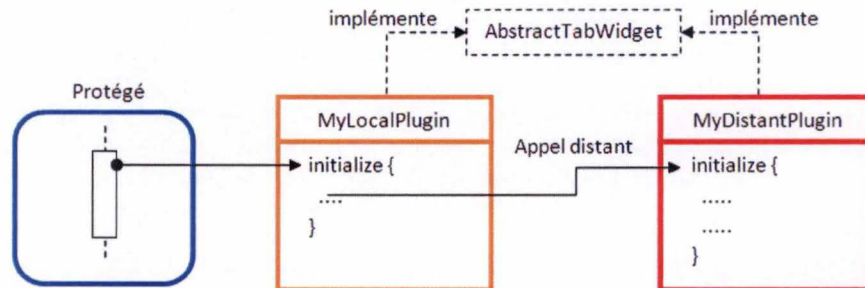 implémente
AbstractTabWidget
implémente
Protégé
MyLocalPlugin
initialize {
....
}
Appel distant
MyDistantPlugin
initialize {
.....
.....
}